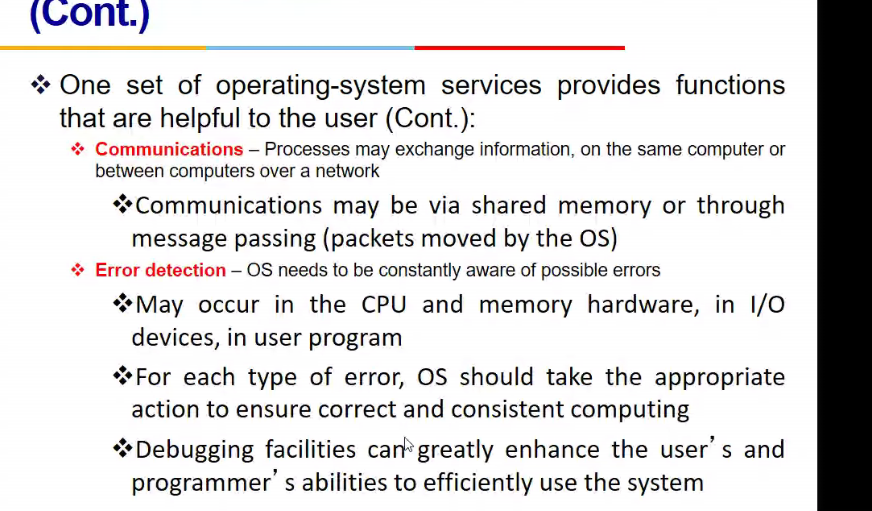 (Cont.)
❖ One set of operating-system services provides functions
that are helpful to the user (Cont.):
❖ Communications – Processes may exchange information, on the same computer or
between computers over a network
❖Communications may be via shared memory or through
message passing (packets moved by the OS)
❖ Error detection – OS needs to be constantly aware of possible errors
❖May occur in the CPU and memory hardware, in I/O
devices, in user program
❖For each type of error, OS should take the appropriate
action to ensure correct and consistent computing
❖Debugging facilities can greatly enhance the user’s and
programmer’s abilities to efficiently use the system